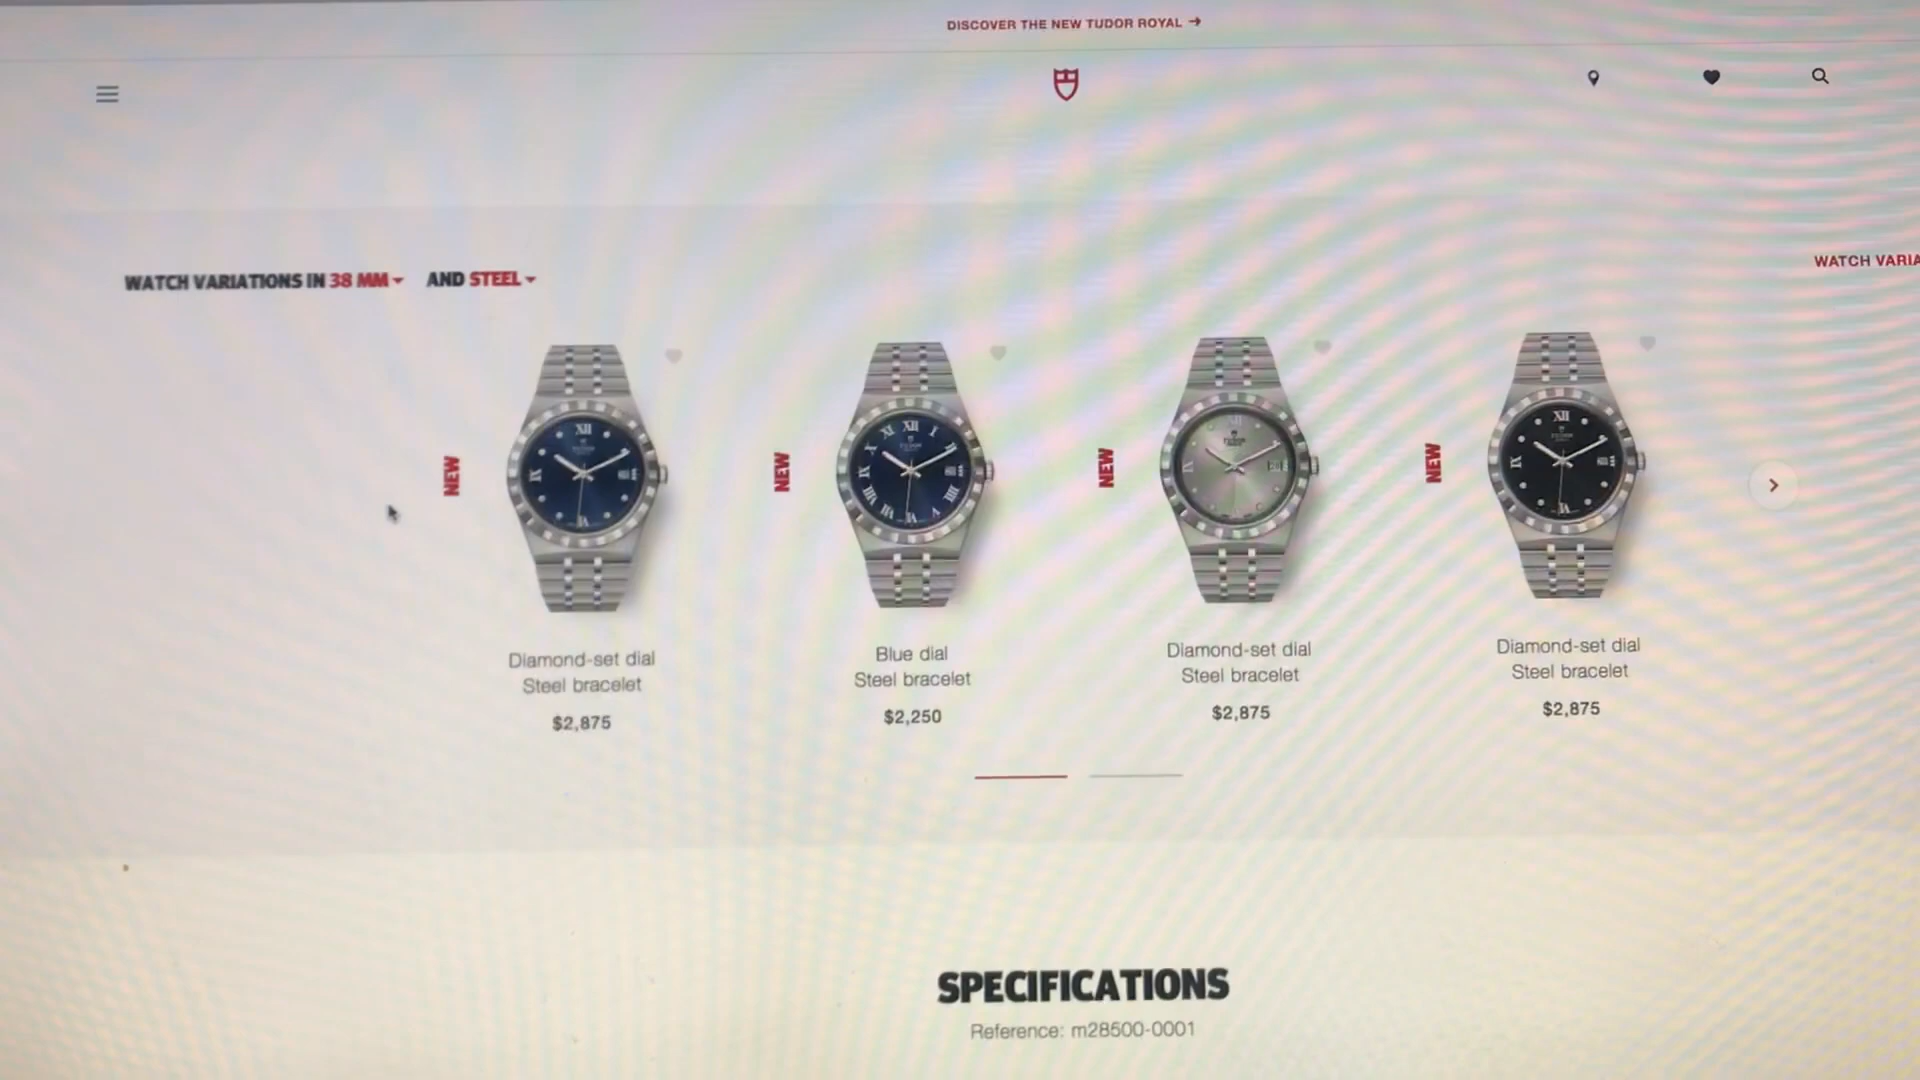 DISCOVER THE NEW TUDOR ROYAL →
WATCH VARIATIONS IN 38 MM AND STEEL
WATCH VARIA
NEW
NEW
NEW
NEW
Diamond-set dial
Steel bracelet
$2,875
Blue dial
Steel bracelet
$2,250
Diamond-set dial
Steel bracelet
$2,875
Diamond-set dial
Steel bracelet
$2,875
SPECIFICATIONS
Reference: m28500-0001